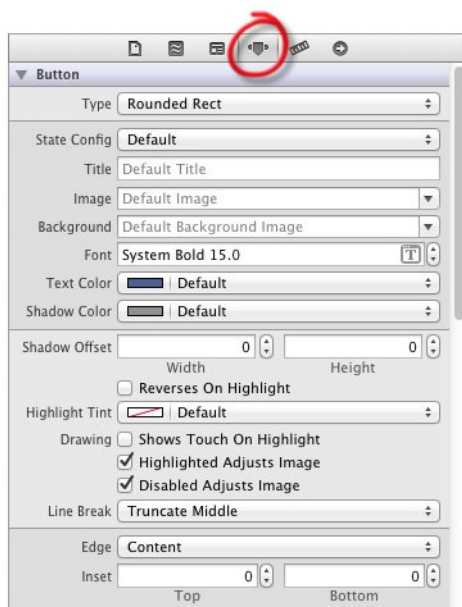 Button
Type Rounded Rect
State Config Default
Title Default Title
Image Default Image
Background Default Background Image
Font System Bold 15.0 T
Text Color Default
Shadow Color Default
Shadow Offset 0 0
Width Height
Reverses On Highlight
Highlight Tint Default
Drawing Shows Touch On Highlight
Highlighted Adjusts Image
Disabled Adjusts Image
Line Break Truncate Middle
Edge Content
Inset 0 0
Top Bottom